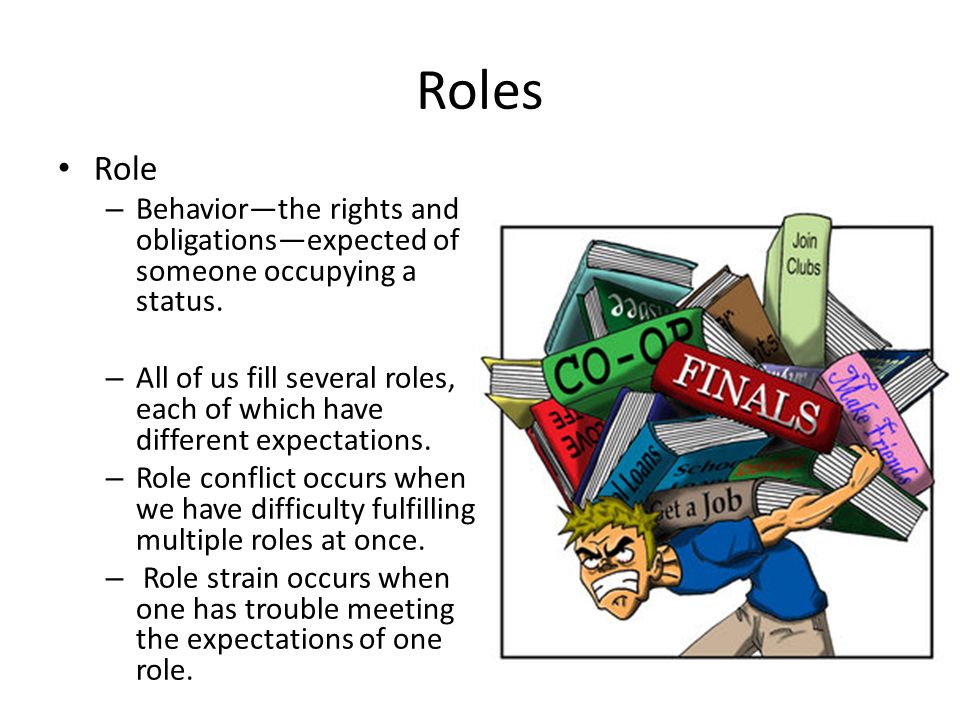 Roles
• Role
– Behavior—the rights and
obligations—expected of
someone occupying a
status.
– All of us fill several roles,
each of which have
different expectations.
– Role conflict occurs when
we have difficulty fulfilling
multiple roles at once.
– Role strain occurs when
one has trouble meeting
the expectations of one
role.
Join
Clubs
CO-OP
FINALS
Make Friends
LOVE
Loans
School
Get a Job